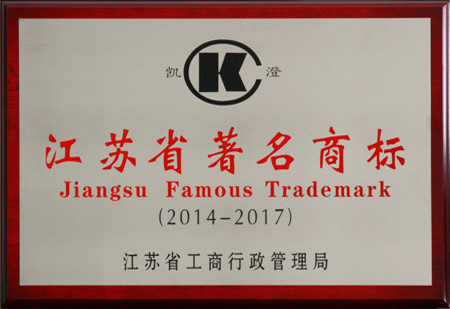 凯 K 澄
江苏省著名商标
Jiangsu Famous Trademark
(2014-2017)
江苏省工商行政管理局